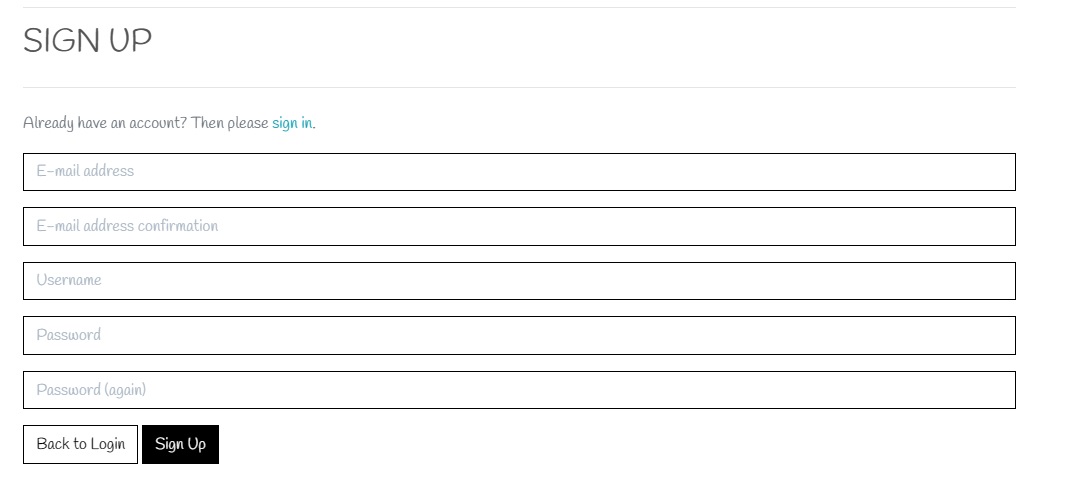 SIGN UP
Already have an account? Then please sign in.
E-mail address
E-mail address confirmation
Username
Password
Password (again)
Back to Login Sign Up